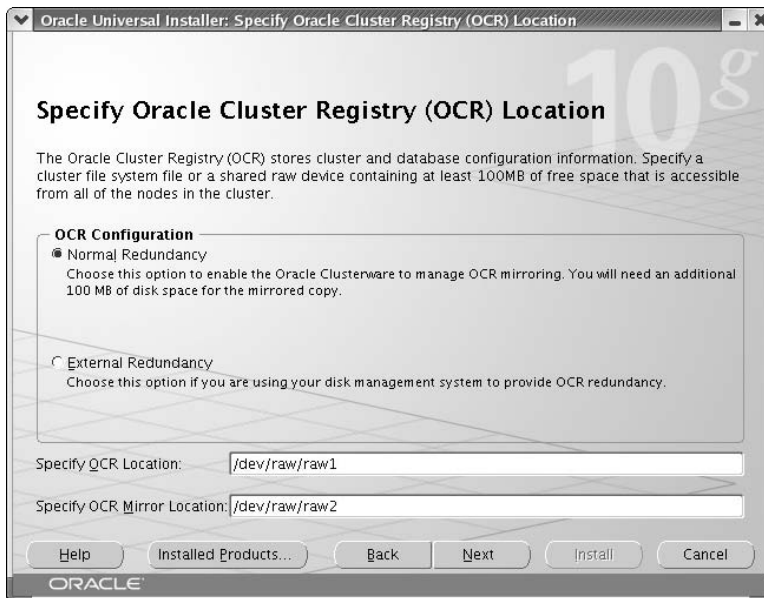 Oracle Universal Installer: Specify Oracle Cluster Registry (OCR) Location
10g
Specify Oracle Cluster Registry (OCR) Location
The Oracle Cluster Registry (OCR) stores cluster and database configuration information. Specify a
cluster file system file or a shared raw device containing at least 100MB of free space that is accessible
from all of the nodes in the cluster.
OCR Configuration
Normal Redundancy
Choose this option to enable the Oracle Clusterware to manage OCR mirroring. You will need an additional
100 MB of disk space for the mirrored copy.
External Redundancy
Choose this option if you are using your disk management system to provide OCR redundancy.
Specify OCR Location: /dev/raw/raw1
Specify OCR Mirror Location: /dev/raw/raw2
Help Installed Products... Back Next Install Cancel
ORACLE